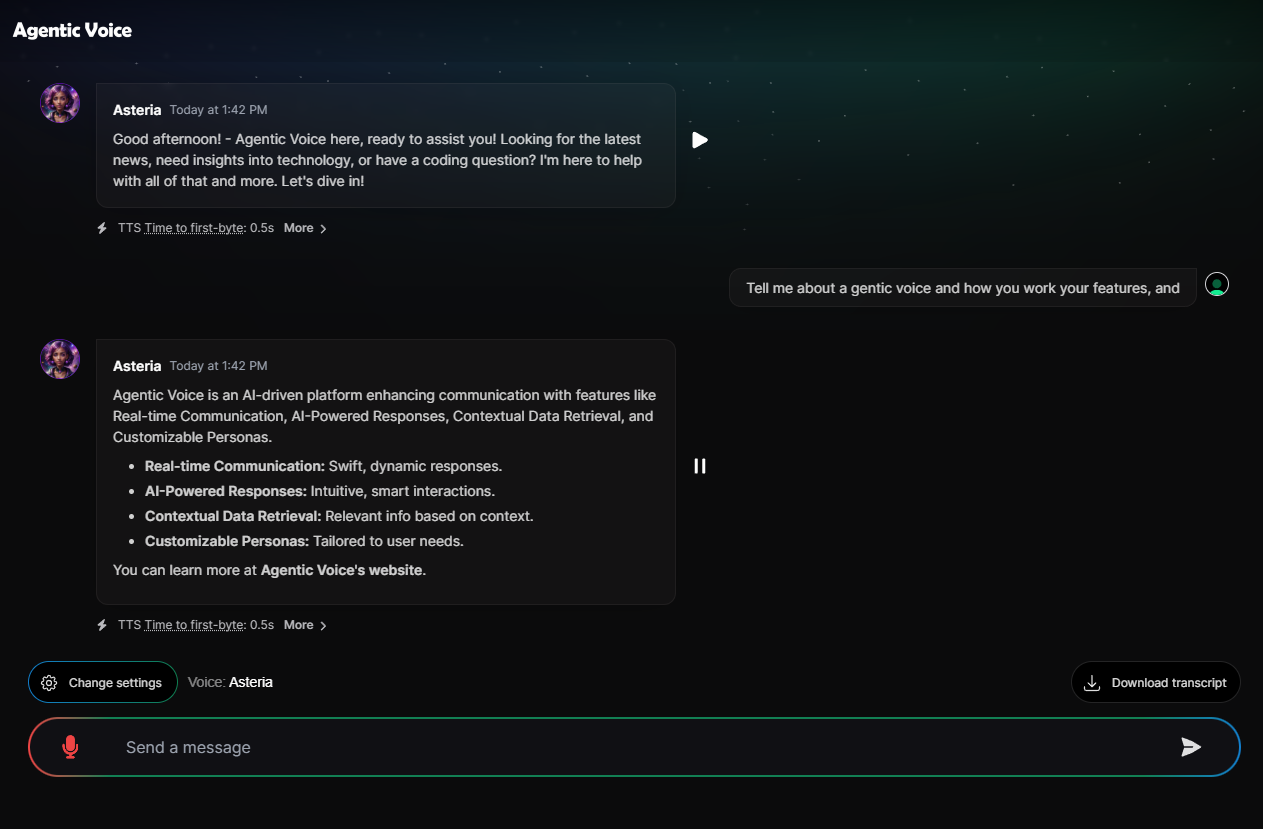 Agentic Voice
Asteria Today at 1:42 PM
Good afternoon! - Agentic Voice here, ready to assist you! Looking for the latest
news, need insights into technology, or have a coding question? I'm here to help
with all of that and more. Let's dive in!
TTS Time to first-byte: 0.5s More
Tell me about a gentic voice and how you work your features, and
Asteria Today at 1:42 PM
Agentic Voice is an AI-driven platform enhancing communication with features like
Real-time Communication, AI-Powered Responses, Contextual Data Retrieval, and
Customizable Personas.
• Real-time Communication: Swift, dynamic responses.
• AI-Powered Responses: Intuitive, smart interactions.
• Contextual Data Retrieval: Relevant info based on context.
• Customizable Personas: Tailored to user needs.
You can learn more at Agentic Voice's website.
TTS Time to first-byte: 0.5s More
Change settings Voice: Asteria Download transcript
Send a message